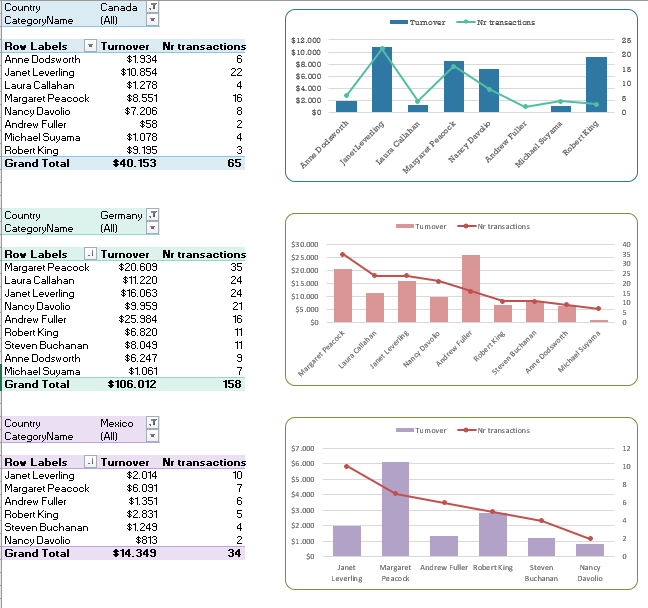 Country Canada
CategoryName (All)
Row Labels Turnover Nr transactions
Anne Dodsworth $1.934 6
Janet Leverling $10.854 22
Laura Callahan $1.278 4
Margaret Peacock $8.551 16
Nancy Davolio $7.206 8
Andrew Fuller $58 2
Michael Suyama $1.078 4
Robert King $9.195 3
Grand Total $40.153 65
Turnover Nr transactions
$12.000 25
$10.000 20
$8.000 15
$6.000 10
$4.000 5
$2.000 0
$0
Anne Dodsworth Janet Leverling Laura Callahan Margaret Peacock Nancy Davolio Andrew Fuller Michael Suyama Robert King
Country Germany
CategoryName (All)
Row Labels Turnover Nr transactions
Margaret Peacock $20.609 35
Laura Callahan $11.220 24
Janet Leverling $16.063 24
Nancy Davolio $9.959 21
Andrew Fuller $25.984 16
Robert King $6.820 11
Steven Buchanan $8.049 11
Anne Dodsworth $6.247 9
Michael Suyama $1.061 7
Grand Total $106.012 158
Turnover Nr transactions
$30.000 40
$25.000 35
$20.000 30
$15.000 25
$10.000 20
$5.000 15
$0 10
5
0
Margaret Peacock Laura Callahan Janet Leverling Nancy Davolio Andrew Fuller Robert King Steven Buchanan Anne Dodsworth Michael Suyama
Country Mexico
CategoryName (All)
Row Labels Turnover Nr transactions
Janet Leverling $2.014 10
Margaret Peacock $6.091 7
Andrew Fuller $1.351 6
Robert King $2.831 5
Steven Buchanan $1.249 4
Nancy Davolio $813 2
Grand Total $14.349 34
Turnover Nr transactions
$7.000 12
$6.000 10
$5.000 8
$4.000 6
$3.000 4
$2.000 2
$1.000 0
$0
Janet Margaret Andrew Fuller Robert King Steven Nancy
Leverling Peacock Buchanan Davolio